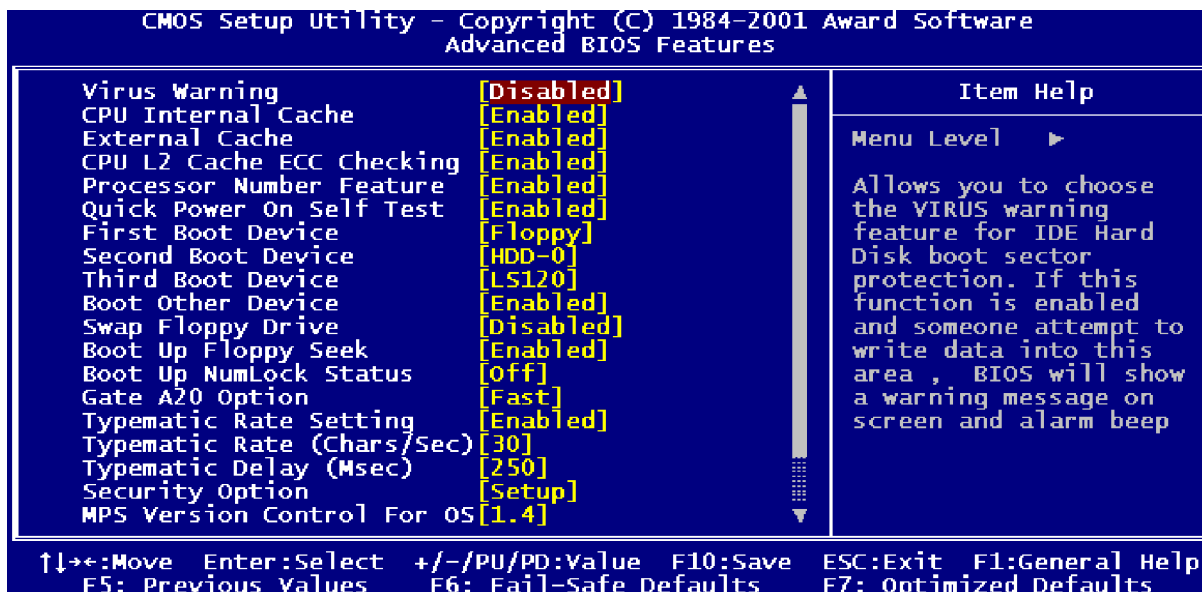 CMOS Setup Utility – Copyright (C) 1984–2001 Award Software
Advanced BIOS Features
Virus Warning [Disabled]
CPU Internal Cache [Enabled]
External Cache [Enabled]
CPU L2 Cache ECC Checking [Enabled]
Processor Number Feature [Enabled]
Quick Power On Self Test [Enabled]
First Boot Device [Floppy]
Second Boot Device [HDD-0]
Third Boot Device [LS120]
Boot Other Device [Enabled]
Swap Floppy Drive [Disabled]
Boot Up Floppy Seek [Enabled]
Boot Up NumLock Status [Off]
Gate A20 Option [Fast]
Typematic Rate Setting [Enabled]
Typematic Rate (Chars/Sec)[30]
Typematic Delay (Msec) [250]
Security Option [Setup]
MPS Version Control For OS[1.4]
Item Help
Menu Level ►
Allows you to choose
the VIRUS warning
feature for IDE Hard
Disk boot sector
protection. If this
function is enabled
and someone attempt to
write data into this
area , BIOS will show
a warning message on
screen and alarm beep
↑↓→←:Move Enter:Select +/-/PU/PD:Value F10:Save ESC:Exit F1:General Help
F5: Previous Values F6: Fail-Safe Defaults F7: Optimized Defaults